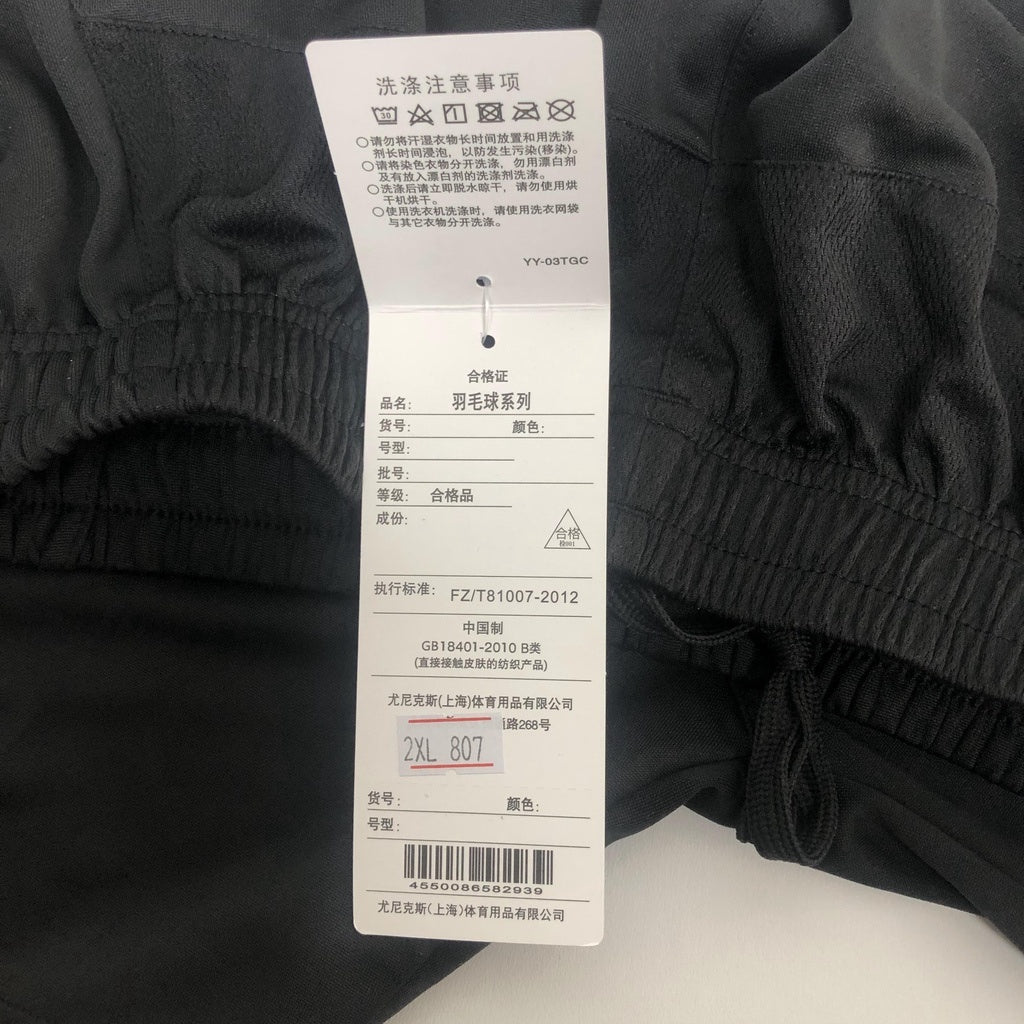 洗涤注意事项
30
○请勿将汗湿衣物长时间放置和用洗涤
剂长时间浸泡，以防发生污染(移染)。
○请将染色衣物分开洗涤，勿用漂白剂
及有放入漂白剂的洗涤剂洗涤。
○洗涤后请立即脱水晾干，请勿使用烘
干机烘干。
○使用洗衣机洗涤时，请使用洗衣网袋
与其它衣物分开洗涤。
YY-03TGC
合格证
品名： 羽毛球系列
货号： 颜色：
号型：
批号：
等级： 合格品
成份：
合格
检001
执行标准： FZ/T81007-2012
中国制
GB18401-2010 B类
(直接接触皮肤的纺织产品)
尤尼克斯(上海)体育用品有限公司
路268号
2XL 807
货号： 颜色：
号型：
4550086582939
尤尼克斯(上海)体育用品有限公司